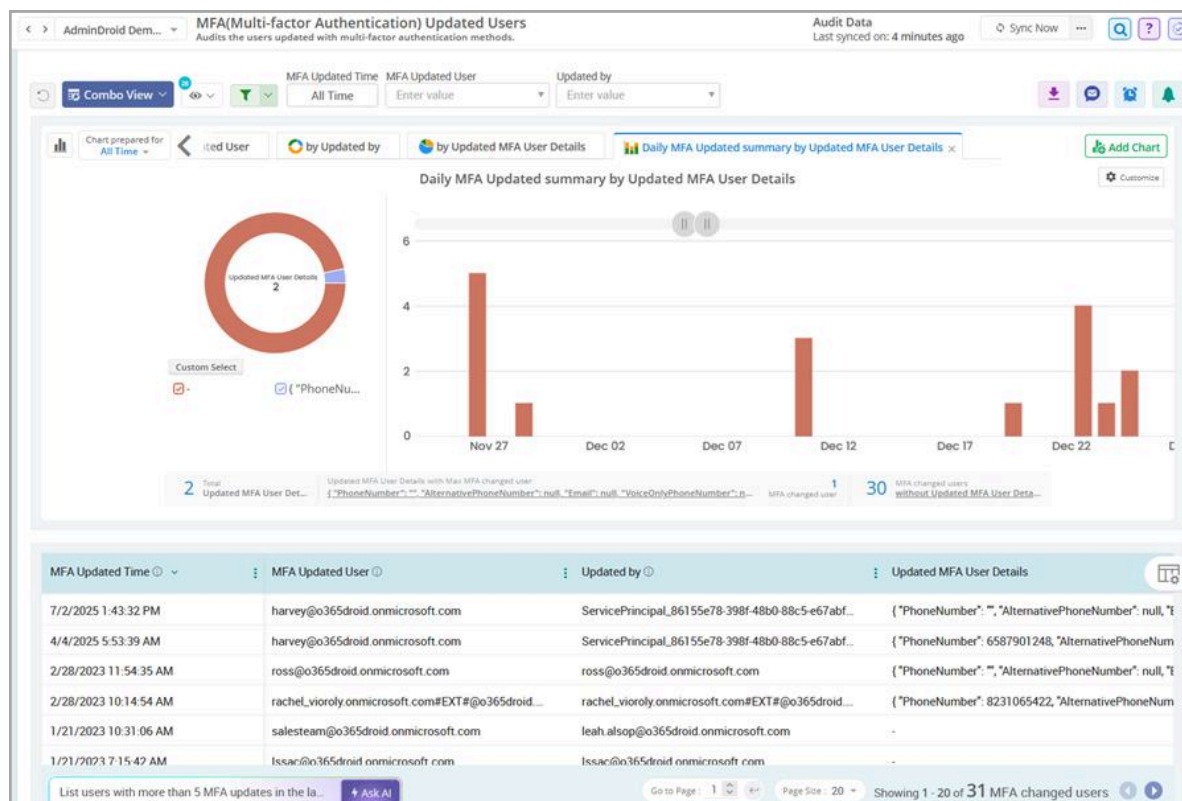 AdminDroid Dem...
MFA(Multi-factor Authentication) Updated Users
Audits the users updated with multi-factor authentication methods.
Audit Data
Last synced on: 4 minutes ago
Sync Now
Combo View
MFA Updated Time
All Time
MFA Updated User
Enter value
Updated by
Enter value
Chart prepared for
All Time
ted User
by Updated by
by Updated MFA User Details
Daily MFA Updated summary by Updated MFA User Details
Add Chart
Daily MFA Updated summary by Updated MFA User Details
Customize
Updated MFA User Details
2
Custom Select
-
{ "PhoneNu...
6
4
2
0
Nov 27
Dec 02
Dec 07
Dec 12
Dec 17
Dec 22
2
Total
Updated MFA User Det...
Updated MFA User Details with Max MFA changed user
{ "PhoneNumber": "", "AlternativePhoneNumber": null, "Email": null, "VoiceOnlyPhoneNumber": n...
1
MFA changed user
30
MFA changed users
without Updated MFA User Deta...
MFA Updated Time MFA Updated User Updated by Updated MFA User Details
7/2/2025 1:43:32 PM harvey@o365droid.onmicrosoft.com ServicePrincipal_86155e78-398f-48b0-88c5-e67abf... { "PhoneNumber": "", "AlternativePhoneNumber": null, "E
4/4/2025 5:53:39 AM harvey@o365droid.onmicrosoft.com ServicePrincipal_86155e78-398f-48b0-88c5-e67abf... { "PhoneNumber": 6587901248, "AlternativePhoneNum
2/28/2023 11:54:35 AM ross@o365droid.onmicrosoft.com ross@o365droid.onmicrosoft.com { "PhoneNumber": "", "AlternativePhoneNumber": null, "E
2/28/2023 10:14:54 AM rachel_vioroly.onmicrosoft.com#EXT#@o365droid.... rachel_vioroly.onmicrosoft.com#EXT#@o365droid.... { "PhoneNumber": 8231065422, "AlternativePhoneNum
1/21/2023 10:31:06 AM salesteam@o365droid.onmicrosoft.com leah.alsop@o365droid.onmicrosoft.com -
1/21/2023 7:15:42 AM Issac@o365droid.onmicrosoft.com Issac@o365droid.onmicrosoft.com -
List users with more than 5 MFA updates in the la...
Ask AI
Go to Page: 1
Page Size: 20
Showing 1 - 20 of 31 MFA changed users